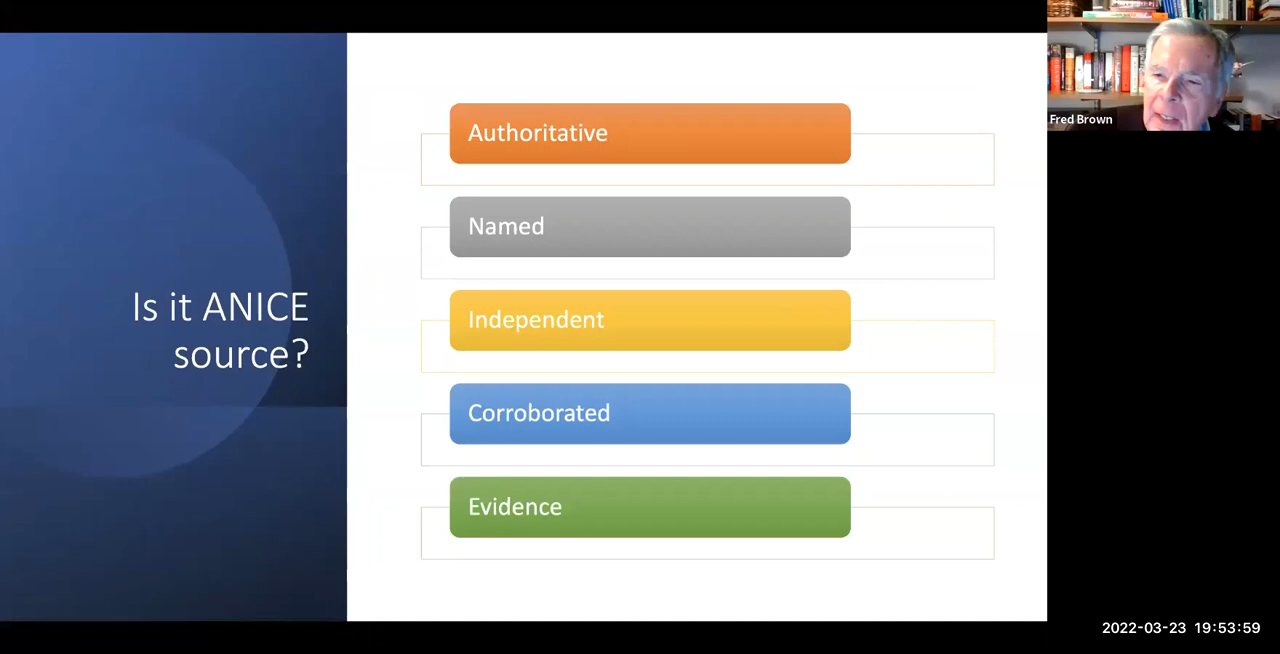 Is it ANICE
source?
Authoritative
Named
Independent
Corroborated
Evidence
Fred Brown
2022-03-23 19:53:59